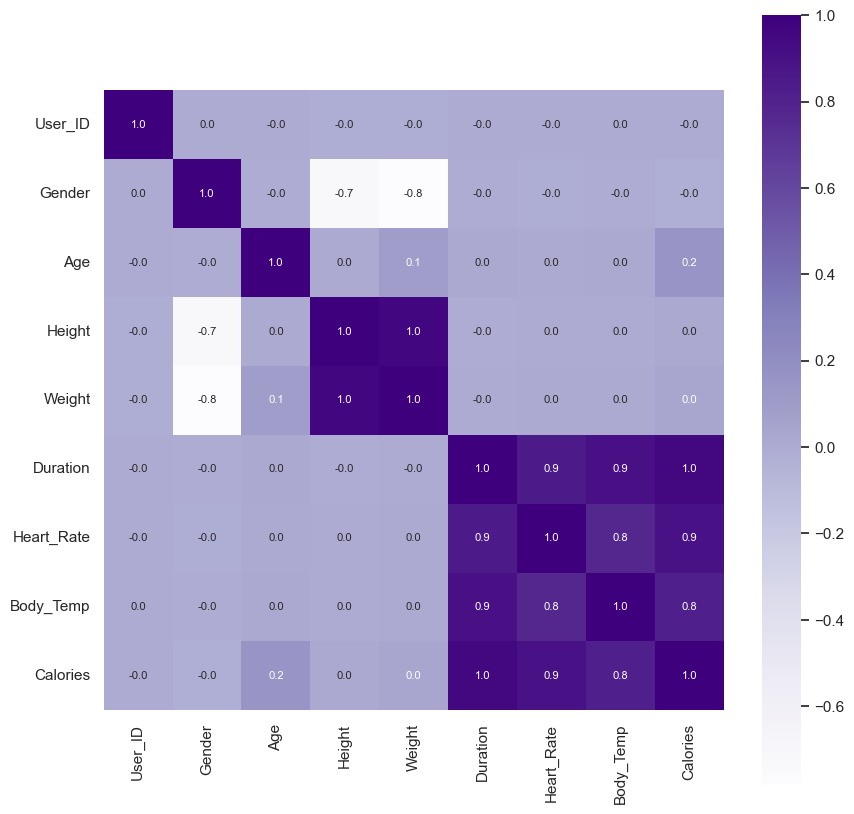 User_ID 1.0 0.0 -0.0 -0.0 -0.0 -0.0 -0.0 0.0 -0.0
Gender 0.0 1.0 -0.0 -0.7 -0.8 -0.0 -0.0 -0.0 -0.0
Age -0.0 -0.0 1.0 0.0 0.1 0.0 0.0 0.0 0.2
Height -0.0 -0.7 0.0 1.0 1.0 -0.0 0.0 0.0 0.0
Weight -0.0 -0.8 0.1 1.0 1.0 -0.0 0.0 0.0 0.0
Duration -0.0 -0.0 0.0 -0.0 -0.0 1.0 0.9 0.9 1.0
Heart_Rate -0.0 -0.0 0.0 0.0 0.0 0.9 1.0 0.8 0.9
Body_Temp 0.0 -0.0 0.0 0.0 0.0 0.9 0.8 1.0 0.8
Calories -0.0 -0.0 0.2 0.0 0.0 1.0 0.9 0.8 1.0
User_ID Gender Age Height Weight Duration Heart_Rate Body_Temp Calories
1.0
0.8
0.6
0.4
0.2
0.0
−0.2
−0.4
−0.6